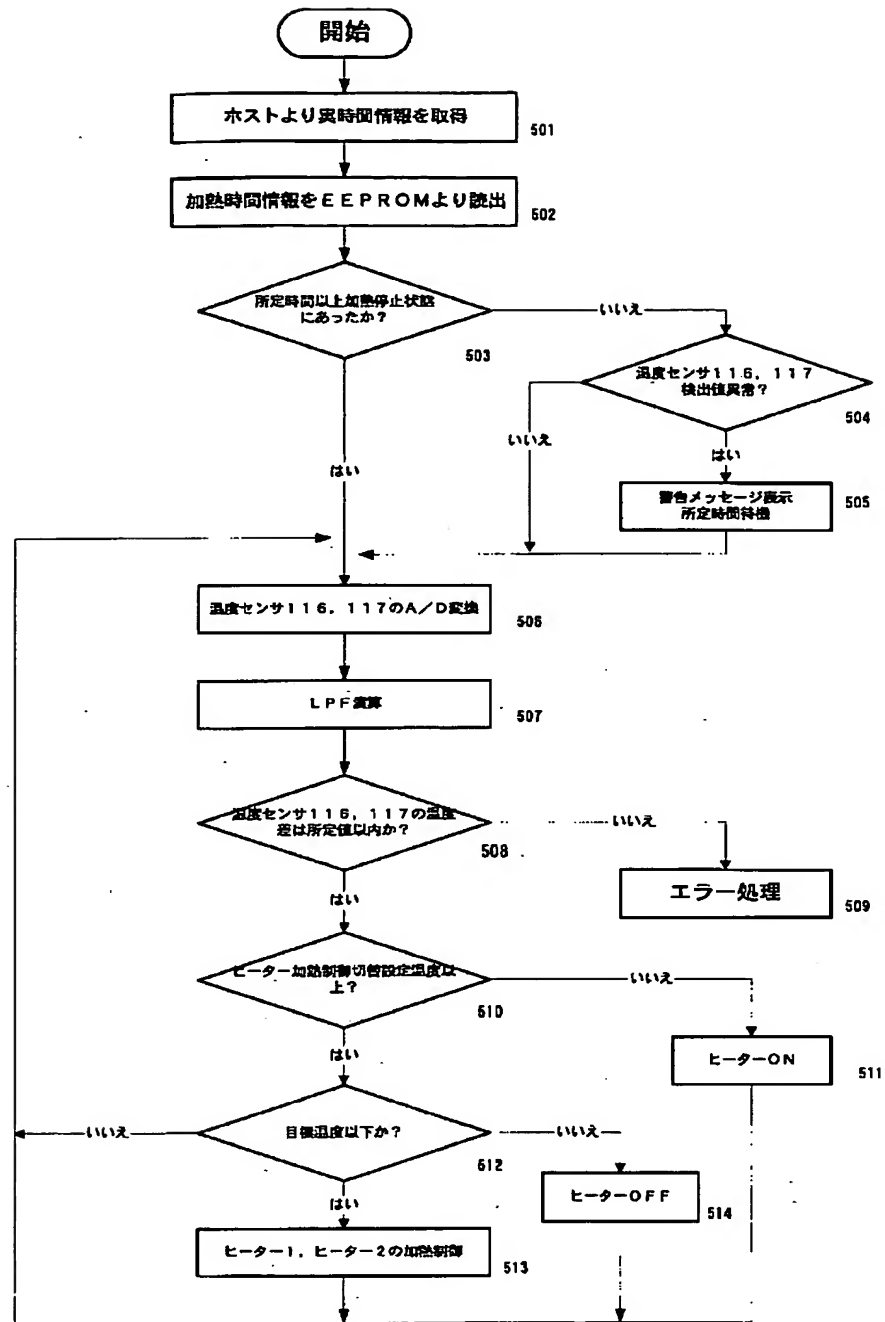 開始
ホストより実時間情報を取得
501
加熱時間情報をEEPROMより読出
502
所定時間以上加熱停止状態
にあったか？
503
いいえ
温度センサ116，117
検出値異常？
504
いいえ
はい
はい
警告メッセージ表示
所定時間待機
505
温度センサ116，117のA／D変換
506
LPF演算
507
温度センサ116，117の温度
差は所定値以内か？
508
いいえ
エラー処理
509
はい
ヒーター加熱制御切替設定温度以
上？
510
いいえ
ヒーターON
511
はい
目標温度以下か？
512
いいえ
いいえ
ヒーターOFF
514
はい
ヒーター1，ヒーター2の加熱制御
513